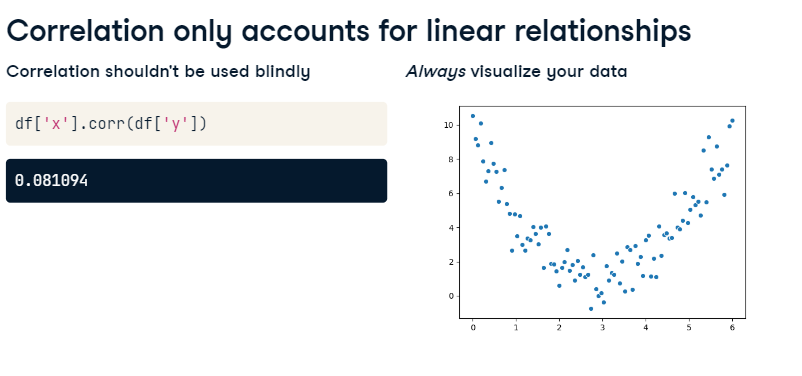 Correlation only accounts for linear relationships
Correlation shouldn't be used blindly
df['x'].corr(df['y'])
0.081094
Always visualize your data
10
8
6
4
2
0
0 1 2 3 4 5 6